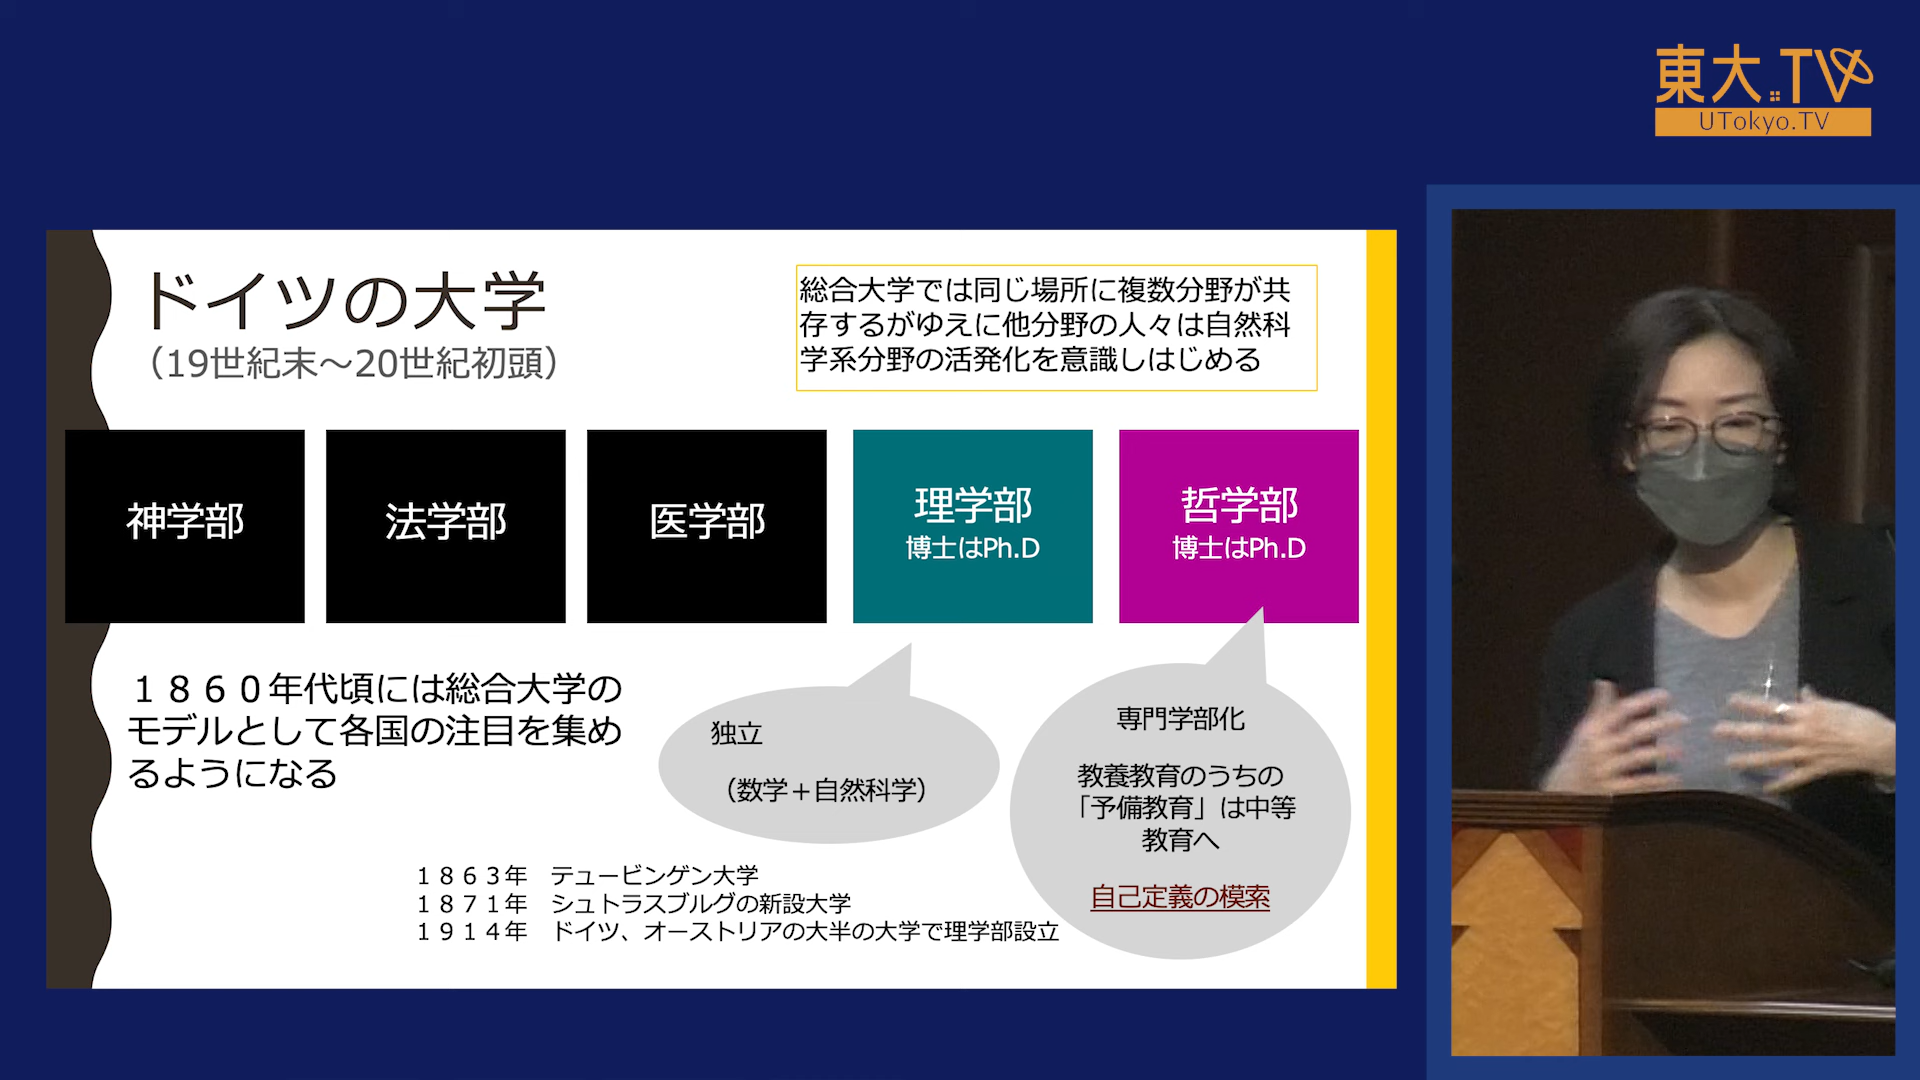 東大TV
UTokyo.TV
ドイツの大学
（19世紀末～20世紀初頭）
総合大学では同じ場所に複数分野が共
存するがゆえに他分野の人々は自然科
学系分野の活発化を意識しはじめる
神学部
法学部
医学部
理学部
博士はPh.D
哲学部
博士はPh.D
１８６０年代頃には総合大学の
モデルとして各国の注目を集め
るようになる
独立
（数学＋自然科学）
専門学部化
教養教育のうちの
「予備教育」は中等
教育へ
自己定義の模索
１８６３年　テュービンゲン大学
１８７１年　シュトラスブルグの新設大学
１９１４年　ドイツ、オーストリアの大半の大学で理学部設立